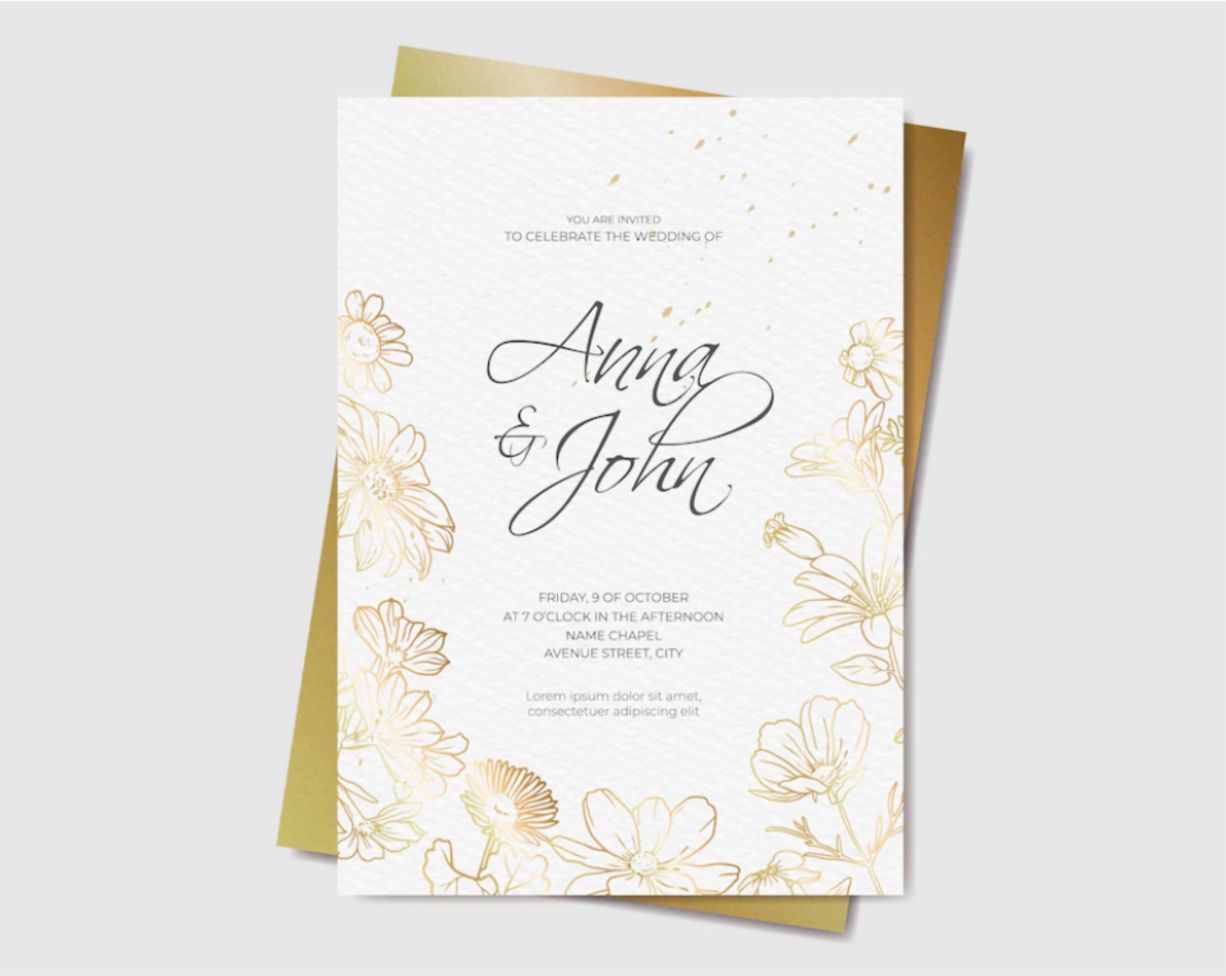 YOU ARE INVITED
TO CELEBRATE THE WEDDING OF
Anna
& John
FRIDAY, 9 OF OCTOBER
AT 7 O'CLOCK IN THE AFTERNOON
NAME CHAPEL
AVENUE STREET, CITY
Lorem ipsum dolor sit amet,
consectetuer adipiscing elit